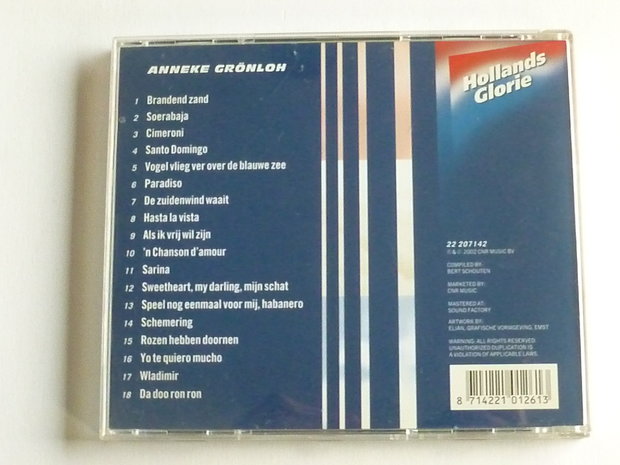 ANNEKE GRÖNLOH
1 Brandend zand
2 Soerabaja
3 Cimeroni
4 Santo Domingo
5 Vogel vlieg ver over de blauwe zee
6 Paradiso
7 De zuidenwind waait
8 Hasta la vista
9 Als ik vrij wil zijn
10 'n Chanson d'amour
11 Sarina
12 Sweetheart, my darling, mijn schat
13 Speel nog eenmaal voor mij, habanero
14 Schemering
15 Rozen hebben doornen
16 Yo te quiero mucho
17 Wladimir
18 Da doo ron ron
Hollands
Glorie
22 207142
℗ & © 2002 CNR MUSIC BV
COMPILED BY:
BERT SCHOUTEN
MARKETED BY:
CNR MUSIC
MASTERED AT:
SOUND FACTORY
ARTWORK BY:
GRAFISCHE VORMGEVING, EMST
WARNING: ALL RIGHTS RESERVED.
UNAUTHORIZED DUPLICATION IS
A VIOLATION OF APPLICABLE LAWS.
8 714221 012613